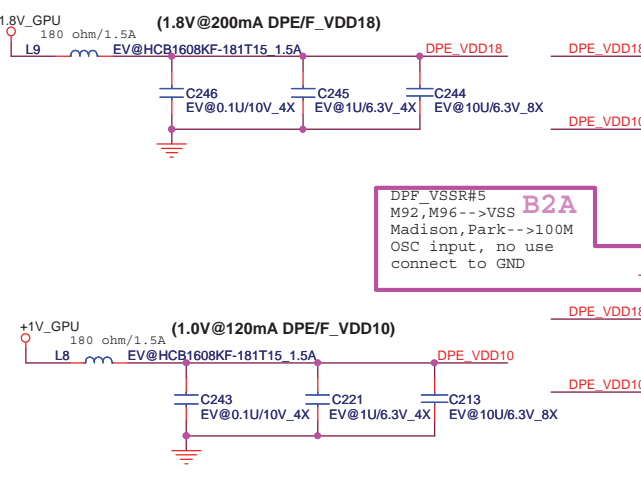 1.8V_GPU
180 ohm/1.5A
(1.8V@200mA DPE/F_VDD18)
L9
EV@HCB1608KF-181T15_1.5A
DPE_VDD18
DPE_VDD18
C246
EV@0.1U/10V_4X
C245
EV@1U/6.3V_4X
C244
EV@10U/6.3V_8X
DPE_VDD10
DPF_VSSR#5
M92,M96-->VSS
B2A
Madison,Park-->100M
OSC input, no use
connect to GND
DPE_VDD18
+1V_GPU
180 ohm/1.5A
(1.0V@120mA DPE/F_VDD10)
L8
EV@HCB1608KF-181T15_1.5A
DPE_VDD10
DPE_VDD10
C243
EV@0.1U/10V_4X
C221
EV@1U/6.3V_4X
C213
EV@10U/6.3V_8X